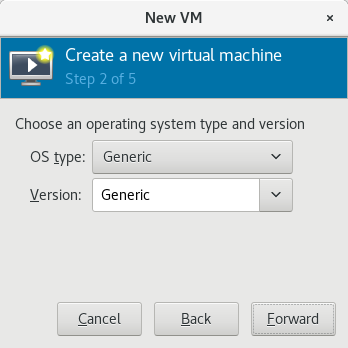 New VM
Create a new virtual machine
Step 2 of 5
Choose an operating system type and version
OS type: Generic
Version: Generic
Cancel Back Forward